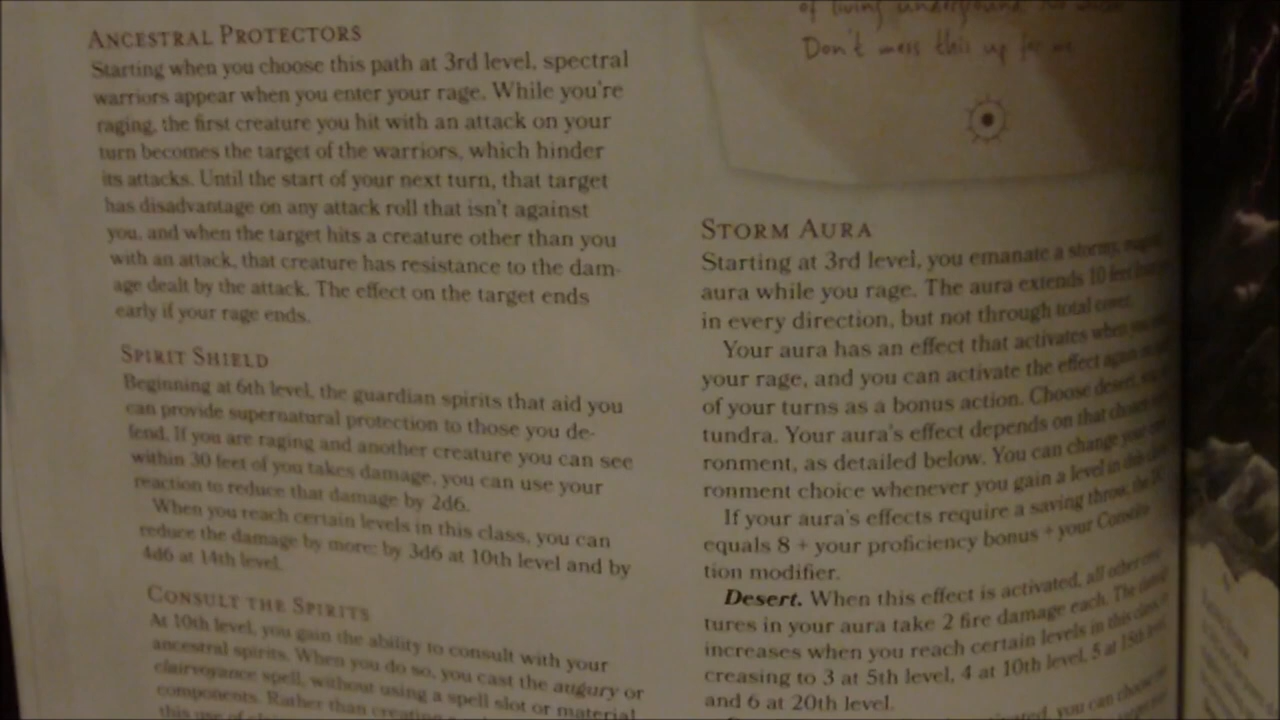 ANCESTRAL PROTECTORS
Starting when you choose this path at 3rd level, spectral
warriors appear when you enter your rage. While you're
raging, the first creature you hit with an attack on your
turn becomes the target of the warriors, which hinder
its attacks. Until the start of your next turn, that target
has disadvantage on any attack roll that isn't against
you, and when the target hits a creature other than you
with an attack, that creature has resistance to the dam-
age dealt by the attack. The effect on the target ends
early if your rage ends.
SPIRIT SHIELD
Beginning at 6th level, the guardian spirits that aid you
can provide supernatural protection to those you de-
fend. If you are raging and another creature you can see
within 30 feet of you takes damage, you can use your
reaction to reduce that damage by 2d6.
When you reach certain levels in this class, you can
reduce the damage by more: by 3d6 at 10th level and by
4d6 at 14th level.
CONSULT THE SPIRITS
At 10th level, you gain the ability to consult with your
ancestral spirits. When you do so, you cast the augury or
clairvoyance spell, without using a spell slot or material
components. Rather than creating
this use of
of living underground
Don't mess this up for me
STORM AURA
Starting at 3rd level, you emanate a stormy,
aura while you rage. The aura extends 10 feet
in every direction, but not through total cover.
Your aura has an effect that activates when
your rage, and you can activate the effect again
of your turns as a bonus action. Choose desert,
tundra. Your aura's effect depends on that
ronment, as detailed below. You can change your
ronment choice whenever you gain a level in this
If your aura's effects require a saving throw, the DC
equals 8 + your proficiency bonus + your Constitu
tion modifier.
Desert. When this effect is activated, all other
tures in your aura take 2 fire damage each. The
increases when you reach certain levels in this class,
creasing to 3 at 5th level, 4 at 10th level, 5 at 15th level,
and 6 at 20th level.
you can choose